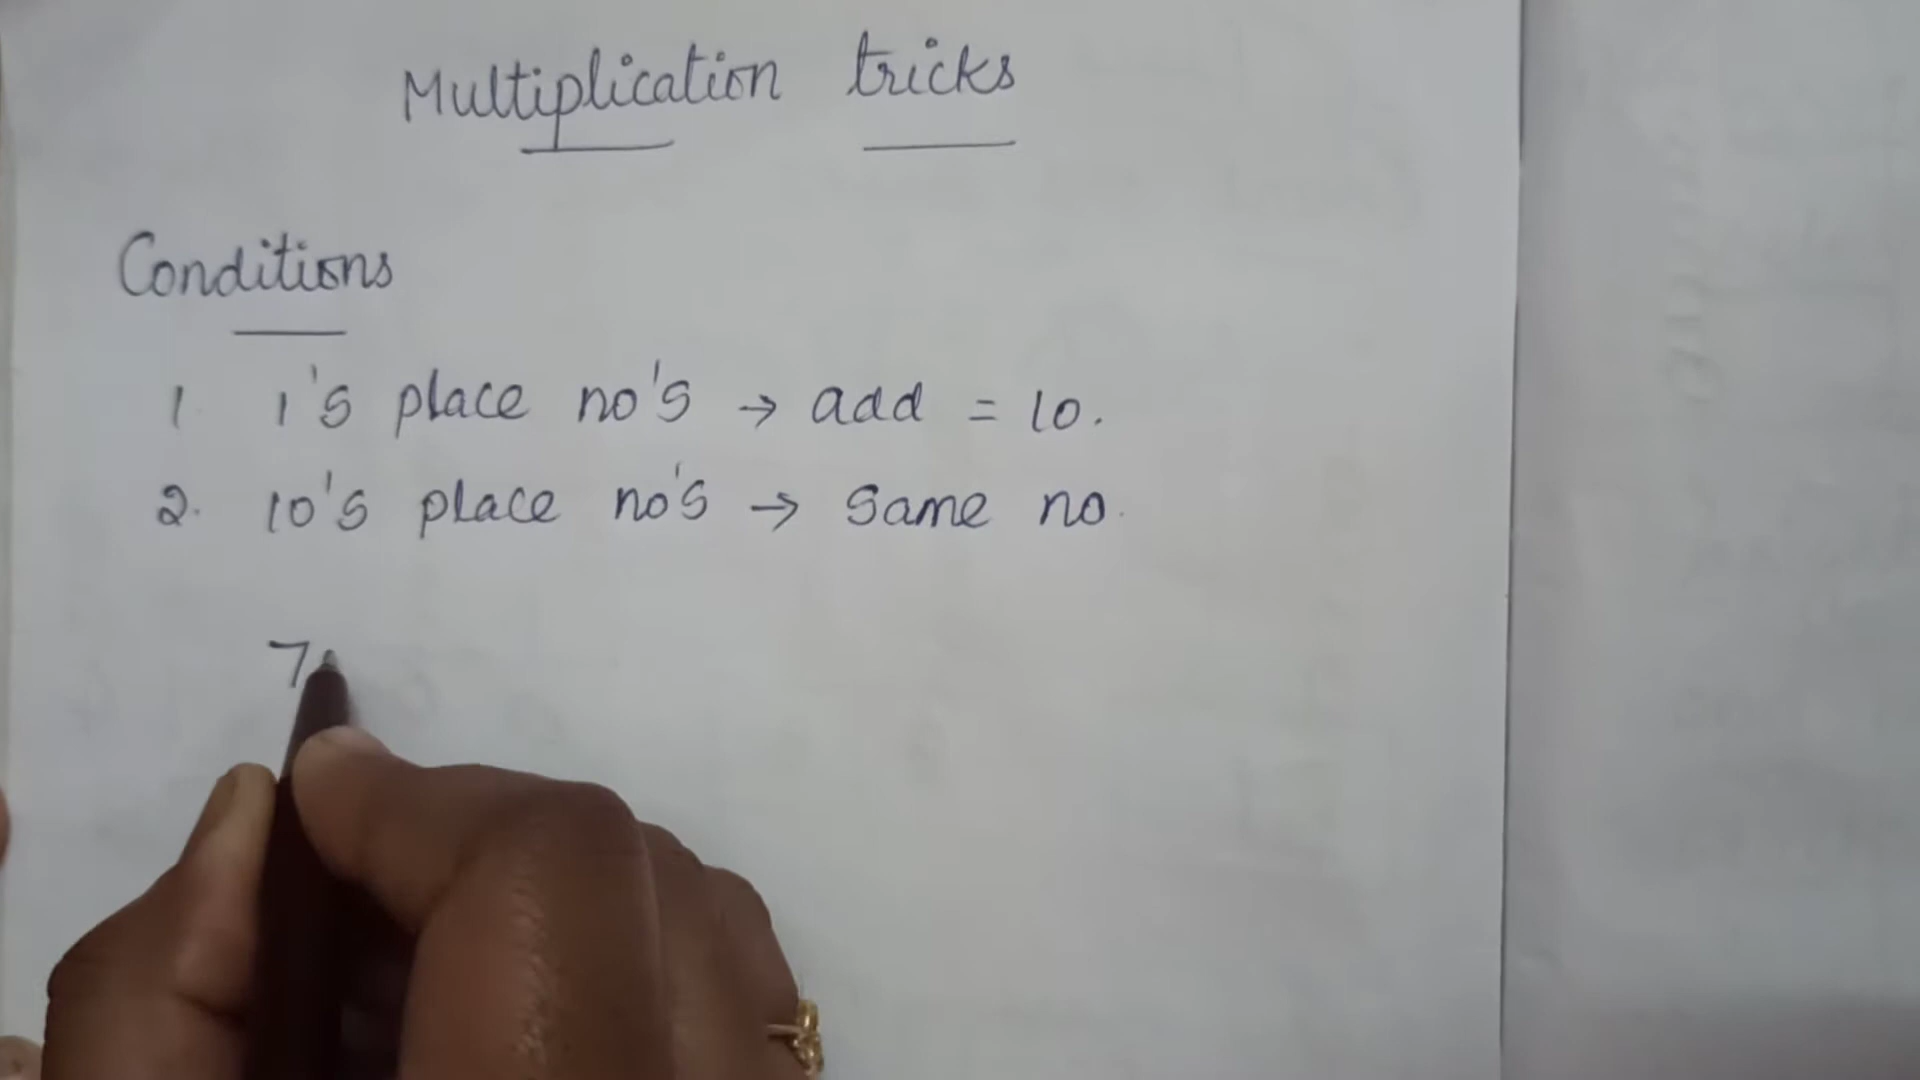 Multiplication tricks
Conditions
1. 1's place no's → add = 10.
2. 10's place no's → same no.
7